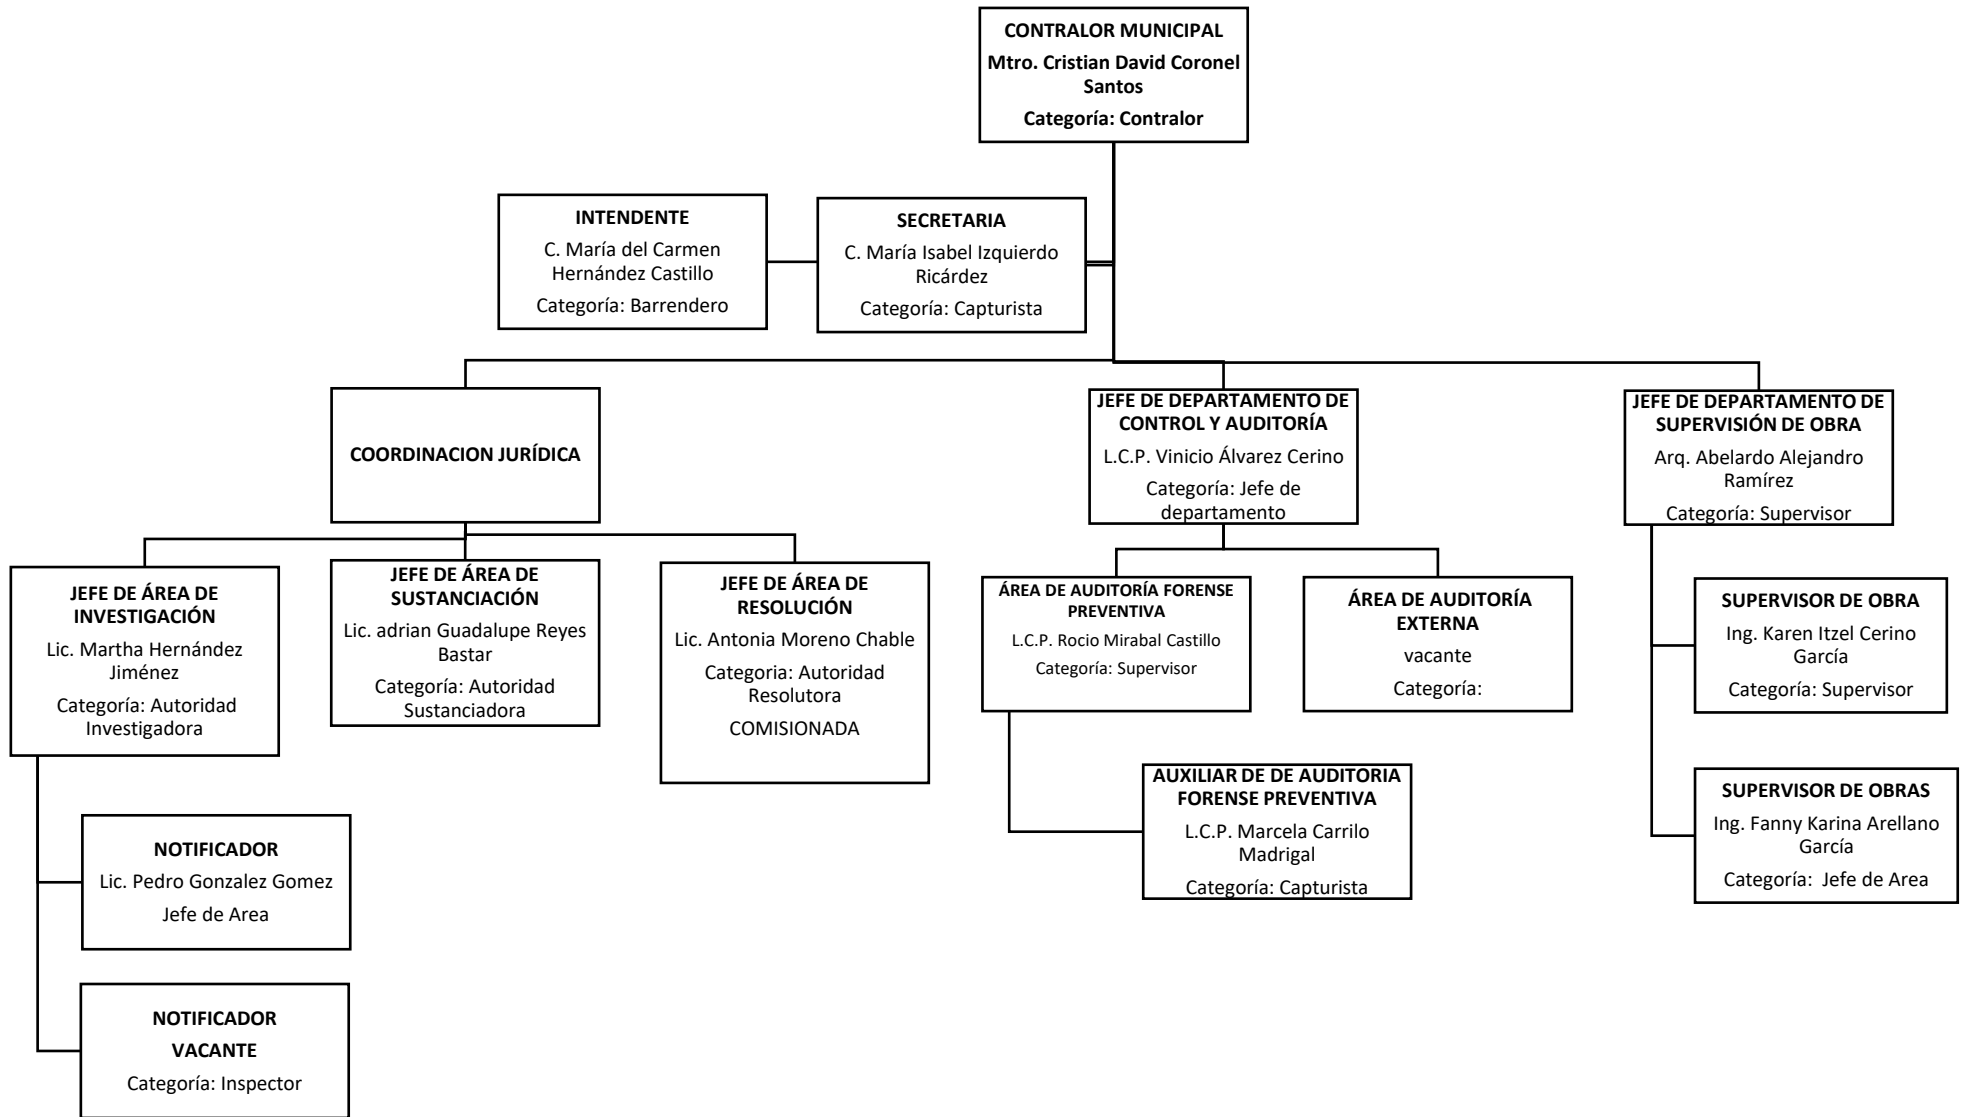 CONTRALOR MUNICIPAL
Mtro. Cristian David Coronel
Santos
Categoría: Contralor
INTENDENTE
C. María del Carmen
Hernández Castillo
Categoría: Barrendero
SECRETARIA
C. María Isabel Izquierdo
Ricárdez
Categoría: Capturista
COORDINACION JURÍDICA
JEFE DE DEPARTAMENTO DE
CONTROL Y AUDITORÍA
L.C.P. Vinicio Álvarez Cerino
Categoría: Jefe de
departamento
JEFE DE DEPARTAMENTO DE
SUPERVISIÓN DE OBRA
Arq. Abelardo Alejandro
Ramírez
Categoría: Supervisor
JEFE DE ÁREA DE
INVESTIGACIÓN
Lic. Martha Hernández
Jiménez
Categoría: Autoridad
Investigadora
JEFE DE ÁREA DE
SUSTANCIACIÓN
Lic. adrian Guadalupe Reyes
Bastar
Categoría: Autoridad
Sustanciadora
JEFE DE ÁREA DE
RESOLUCIÓN
Lic. Antonia Moreno Chable
Categoria: Autoridad
Resolutora
COMISIONADA
ÁREA DE AUDITORÍA FORENSE
PREVENTIVA
L.C.P. Rocio Mirabal Castillo
Categoría: Supervisor
ÁREA DE AUDITORÍA
EXTERNA
vacante
Categoría:
SUPERVISOR DE OBRA
Ing. Karen Itzel Cerino
García
Categoría: Supervisor
AUXILIAR DE DE AUDITORIA
FORENSE PREVENTIVA
L.C.P. Marcela Carrilo
Madrigal
Categoría: Capturista
SUPERVISOR DE OBRAS
Ing. Fanny Karina Arellano
García
Categoría:  Jefe de Area
NOTIFICADOR
Lic. Pedro Gonzalez Gomez
Jefe de Area
NOTIFICADOR
VACANTE
Categoría: Inspector